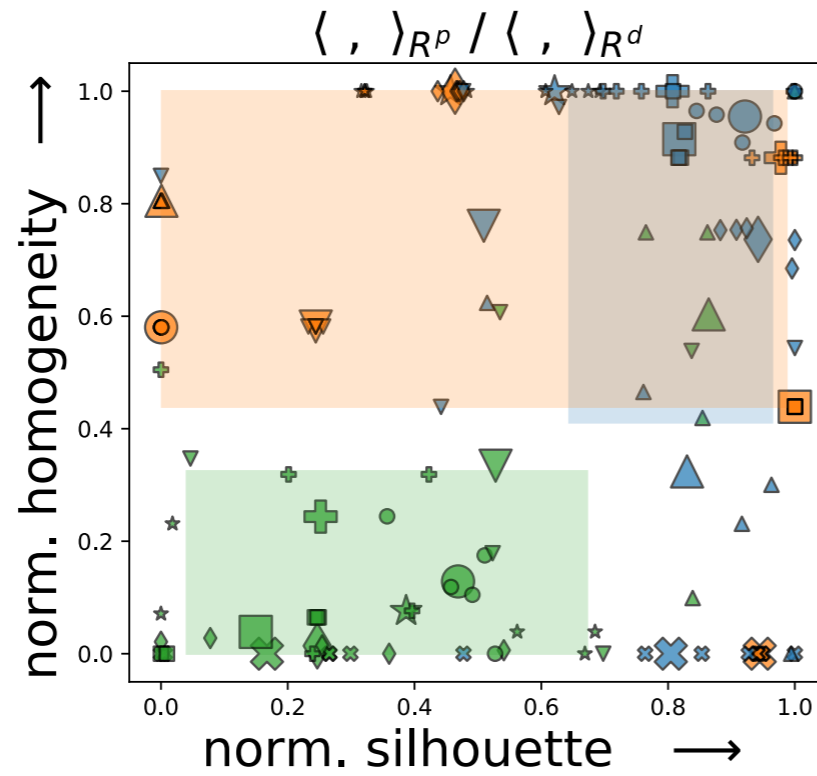 ⟨ , ⟩R^p / ⟨ , ⟩R^d
norm. homogeneity →
1.0
0.8
0.6
0.4
0.2
0.0
0.0 0.2 0.4 0.6 0.8 1.0
norm. silhouette →